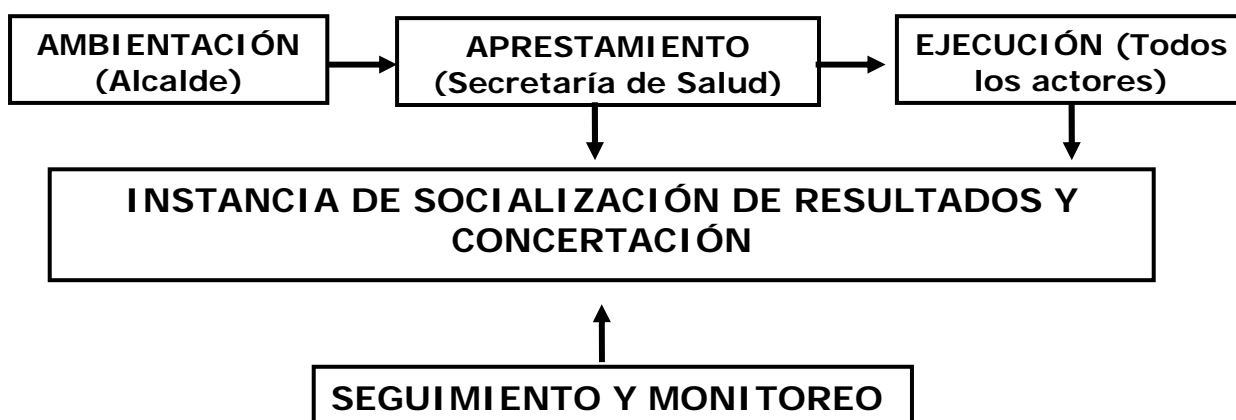 AMBIENTACIÓN
(Alcalde)
APRESTAMIENTO
(Secretaría de Salud)
EJECUCIÓN (Todos
los actores)
INSTANCIA DE SOCIALIZACIÓN DE RESULTADOS Y
CONCERTACIÓN
SEGUIMIENTO Y MONITOREO